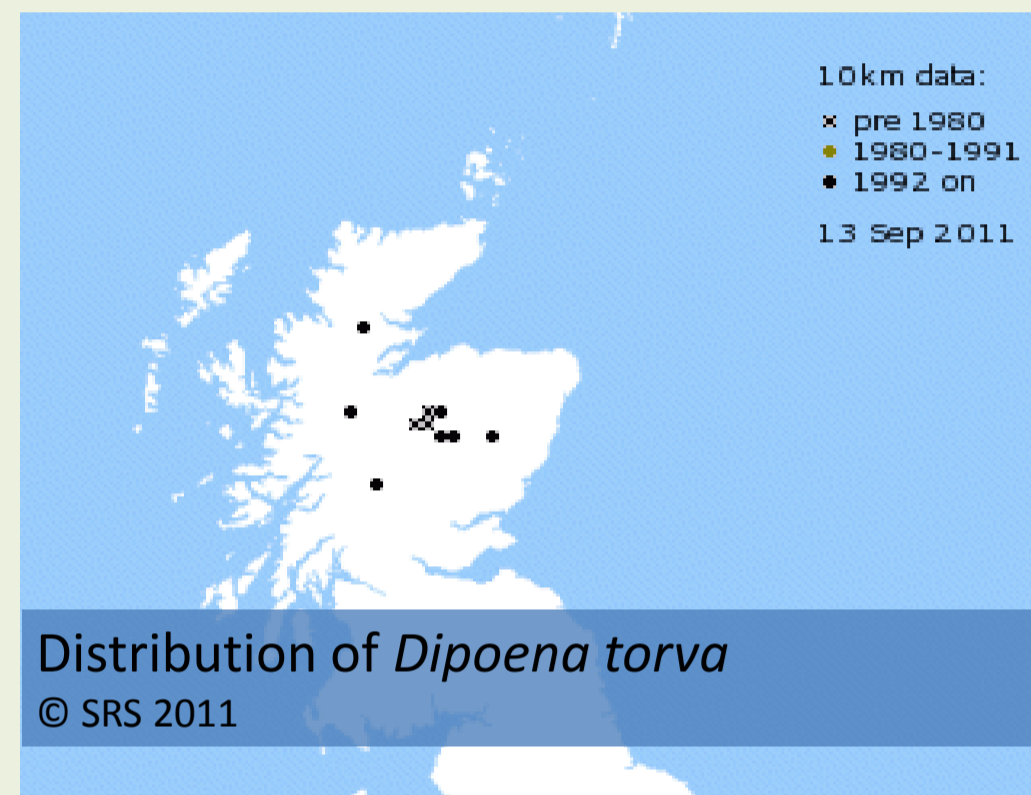 10km data:
pre 1980
1980-1991
1992 on
13 Sep 2011
Distribution of Dipoena torva
© SRS 2011